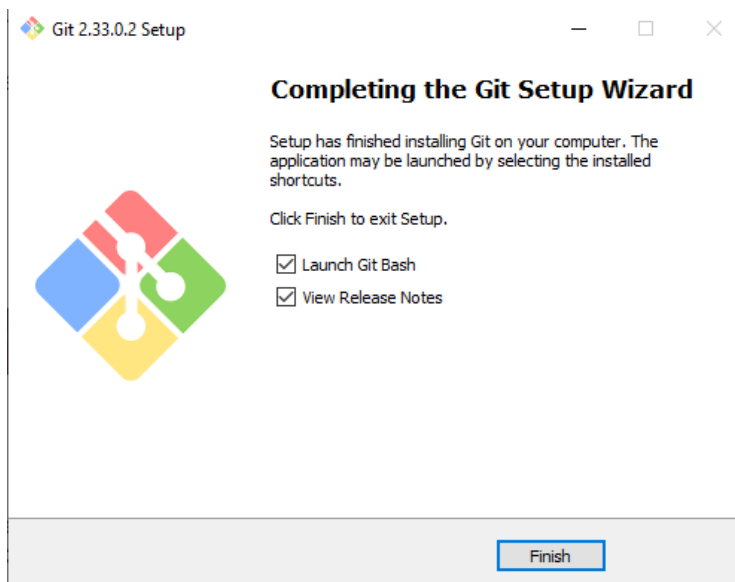 Git 2.33.0.2 Setup
Completing the Git Setup Wizard
Setup has finished installing Git on your computer. The
application may be launched by selecting the installed
shortcuts.
Click Finish to exit Setup.
Launch Git Bash
View Release Notes
Finish